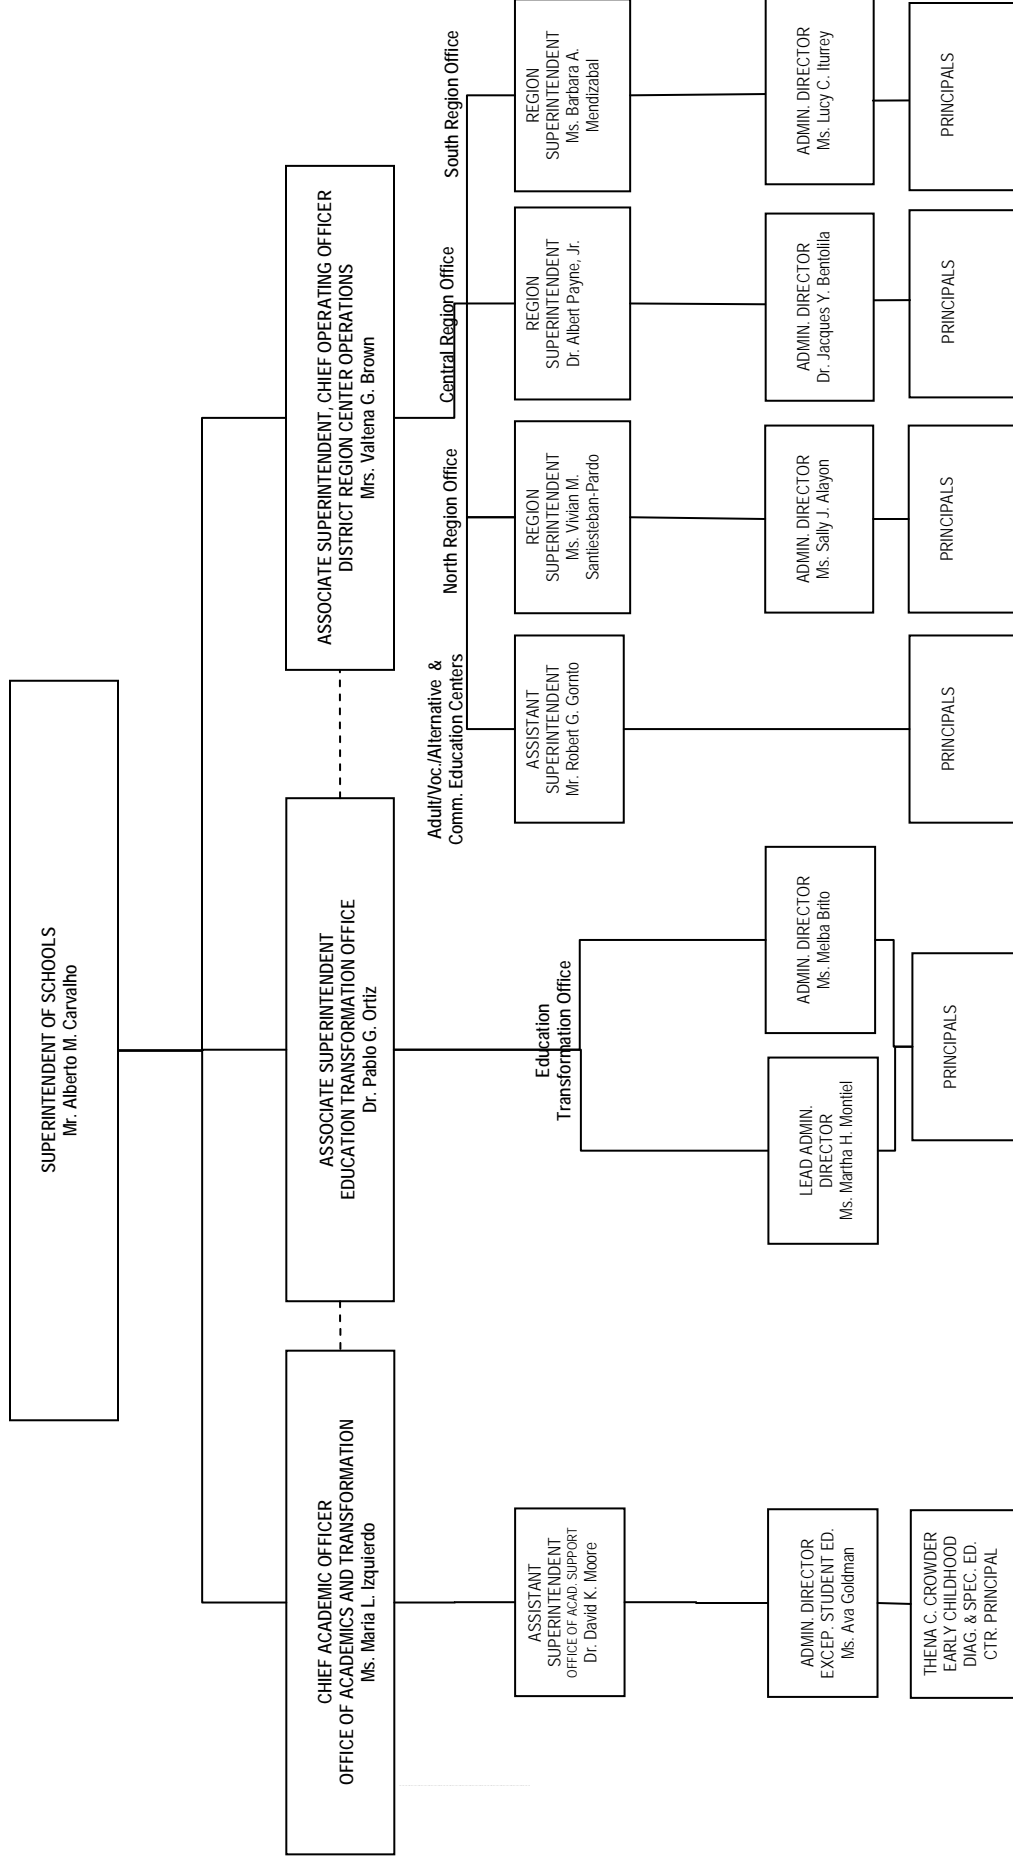 SUPERINTENDENT OF SCHOOLS
Mr. Alberto M. Carvalho
CHIEF ACADEMIC OFFICER
OFFICE OF ACADEMICS AND TRANSFORMATION
Ms. Maria L. Izquierdo
ASSOCIATE SUPERINTENDENT
EDUCATION TRANSFORMATION OFFICE
Dr. Pablo G. Ortiz
ASSOCIATE SUPERINTENDENT, CHIEF OPERATING OFFICER
DISTRICT REGION CENTER OPERATIONS
Mrs. Valtena G. Brown
Adult/Voc./Alternative &
Comm. Education Centers
North Region Office
Central Region Office
South Region Office
ASSISTANT
SUPERINTENDENT
OFFICE OF ACAD. SUPPORT
Dr. David K. Moore
Education
Transformation Office
ASSISTANT
SUPERINTENDENT
Mr. Robert G. Gornto
REGION
SUPERINTENDENT
Ms. Vivian M.
Santiesteban-Pardo
REGION
SUPERINTENDENT
Dr. Albert Payne, Jr.
REGION
SUPERINTENDENT
Ms. Barbara A.
Mendizabal
ADMIN. DIRECTOR
EXCEP. STUDENT ED.
Ms. Ava Goldman
LEAD ADMIN.
DIRECTOR
Ms. Martha H. Montiel
ADMIN. DIRECTOR
Ms. Melba Brito
ADMIN. DIRECTOR
Ms. Sally J. Alayon
ADMIN. DIRECTOR
Dr. Jacques Y. Bentolila
ADMIN. DIRECTOR
Ms. Lucy C. Iturrey
THENA C. CROWDER
EARLY CHILDHOOD
DIAG. & SPEC. ED.
CTR. PRINCIPAL
PRINCIPALS
PRINCIPALS
PRINCIPALS
PRINCIPALS
PRINCIPALS